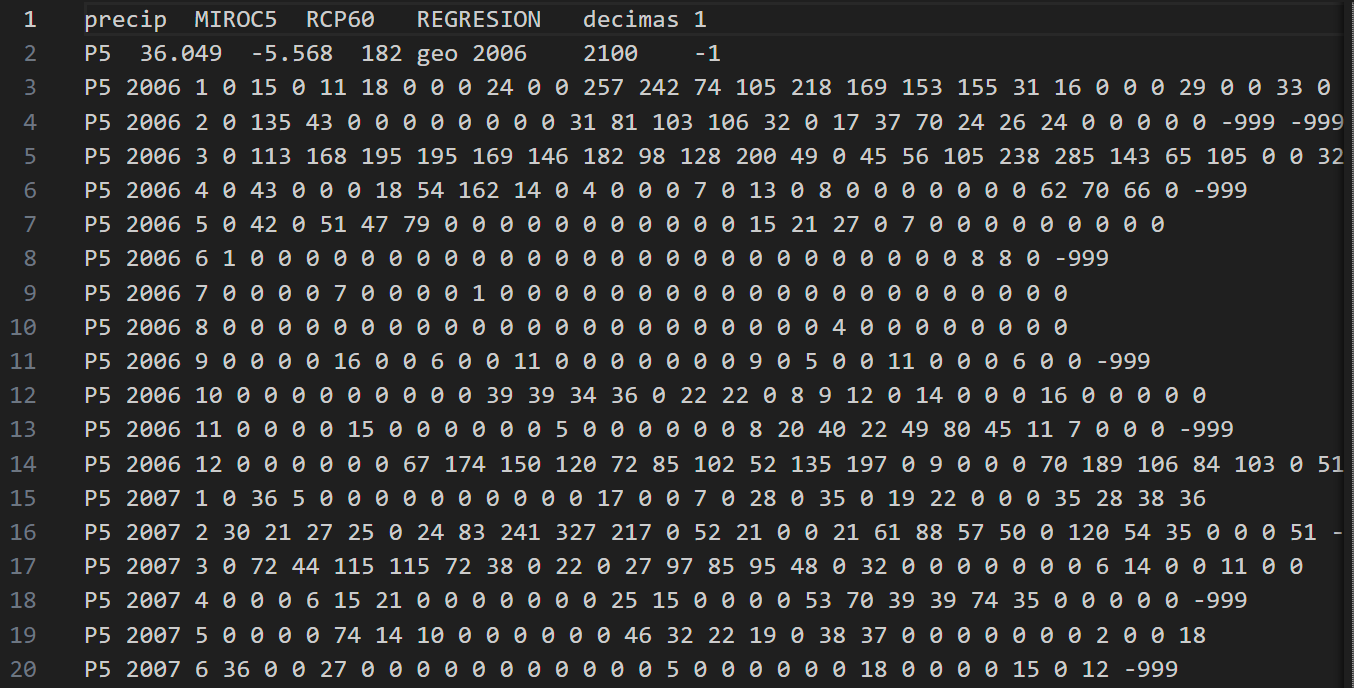 1 precip MIROC5 RCP60 REGRESION decimas 1
2 P5 36.049 -5.568 182 geo 2006 2100 -1
3 P5 2006 1 0 15 0 11 18 0 0 0 24 0 0 257 242 74 105 218 169 153 155 31 16 0 0 0 29 0 0 33 0
4 P5 2006 2 0 135 43 0 0 0 0 0 0 0 0 31 81 103 106 32 0 17 37 70 24 26 24 0 0 0 0 0 -999 -999
5 P5 2006 3 0 113 168 195 195 169 146 182 98 128 200 49 0 45 56 105 238 285 143 65 105 0 0 32
6 P5 2006 4 0 43 0 0 0 18 54 162 14 0 4 0 0 0 7 0 13 0 8 0 0 0 0 0 0 0 62 70 66 0 -999
7 P5 2006 5 0 42 0 51 47 79 0 0 0 0 0 0 0 0 0 0 0 15 21 27 0 7 0 0 0 0 0 0 0 0 0
8 P5 2006 6 1 0 0 0 0 0 0 0 0 0 0 0 0 0 0 0 0 0 0 0 0 0 0 0 0 0 0 8 8 0 -999
9 P5 2006 7 0 0 0 0 7 0 0 0 0 1 0 0 0 0 0 0 0 0 0 0 0 0 0 0 0 0 0 0 0 0 0
10 P5 2006 8 0 0 0 0 0 0 0 0 0 0 0 0 0 0 0 0 0 0 0 0 0 0 4 0 0 0 0 0 0 0 0
11 P5 2006 9 0 0 0 0 16 0 0 6 0 0 11 0 0 0 0 0 0 0 9 0 5 0 0 11 0 0 0 6 0 0 -999
12 P5 2006 10 0 0 0 0 0 0 0 0 0 39 39 34 36 0 22 22 0 8 9 12 0 14 0 0 0 16 0 0 0 0 0
13 P5 2006 11 0 0 0 0 15 0 0 0 0 0 0 5 0 0 0 0 0 0 8 20 40 22 49 80 45 11 7 0 0 0 -999
14 P5 2006 12 0 0 0 0 0 0 67 174 150 120 72 85 102 52 135 197 0 9 0 0 0 70 189 106 84 103 0 51
15 P5 2007 1 0 36 5 0 0 0 0 0 0 0 0 0 0 17 0 0 7 0 28 0 35 0 19 22 0 0 0 35 28 38 36
16 P5 2007 2 30 21 27 25 0 24 83 241 327 217 0 52 21 0 0 21 61 88 57 50 0 120 54 35 0 0 0 51 -
17 P5 2007 3 0 72 44 115 115 72 38 0 22 0 27 97 85 95 48 0 32 0 0 0 0 0 0 0 6 14 0 0 11 0 0
18 P5 2007 4 0 0 0 6 15 21 0 0 0 0 0 0 0 25 15 0 0 0 0 53 70 39 39 74 35 0 0 0 0 0 -999
19 P5 2007 5 0 0 0 0 74 14 10 0 0 0 0 0 0 46 32 22 19 0 38 37 0 0 0 0 0 0 0 2 0 0 18
20 P5 2007 6 36 0 0 27 0 0 0 0 0 0 0 0 0 0 0 5 0 0 0 0 0 0 18 0 0 0 0 15 0 12 -999